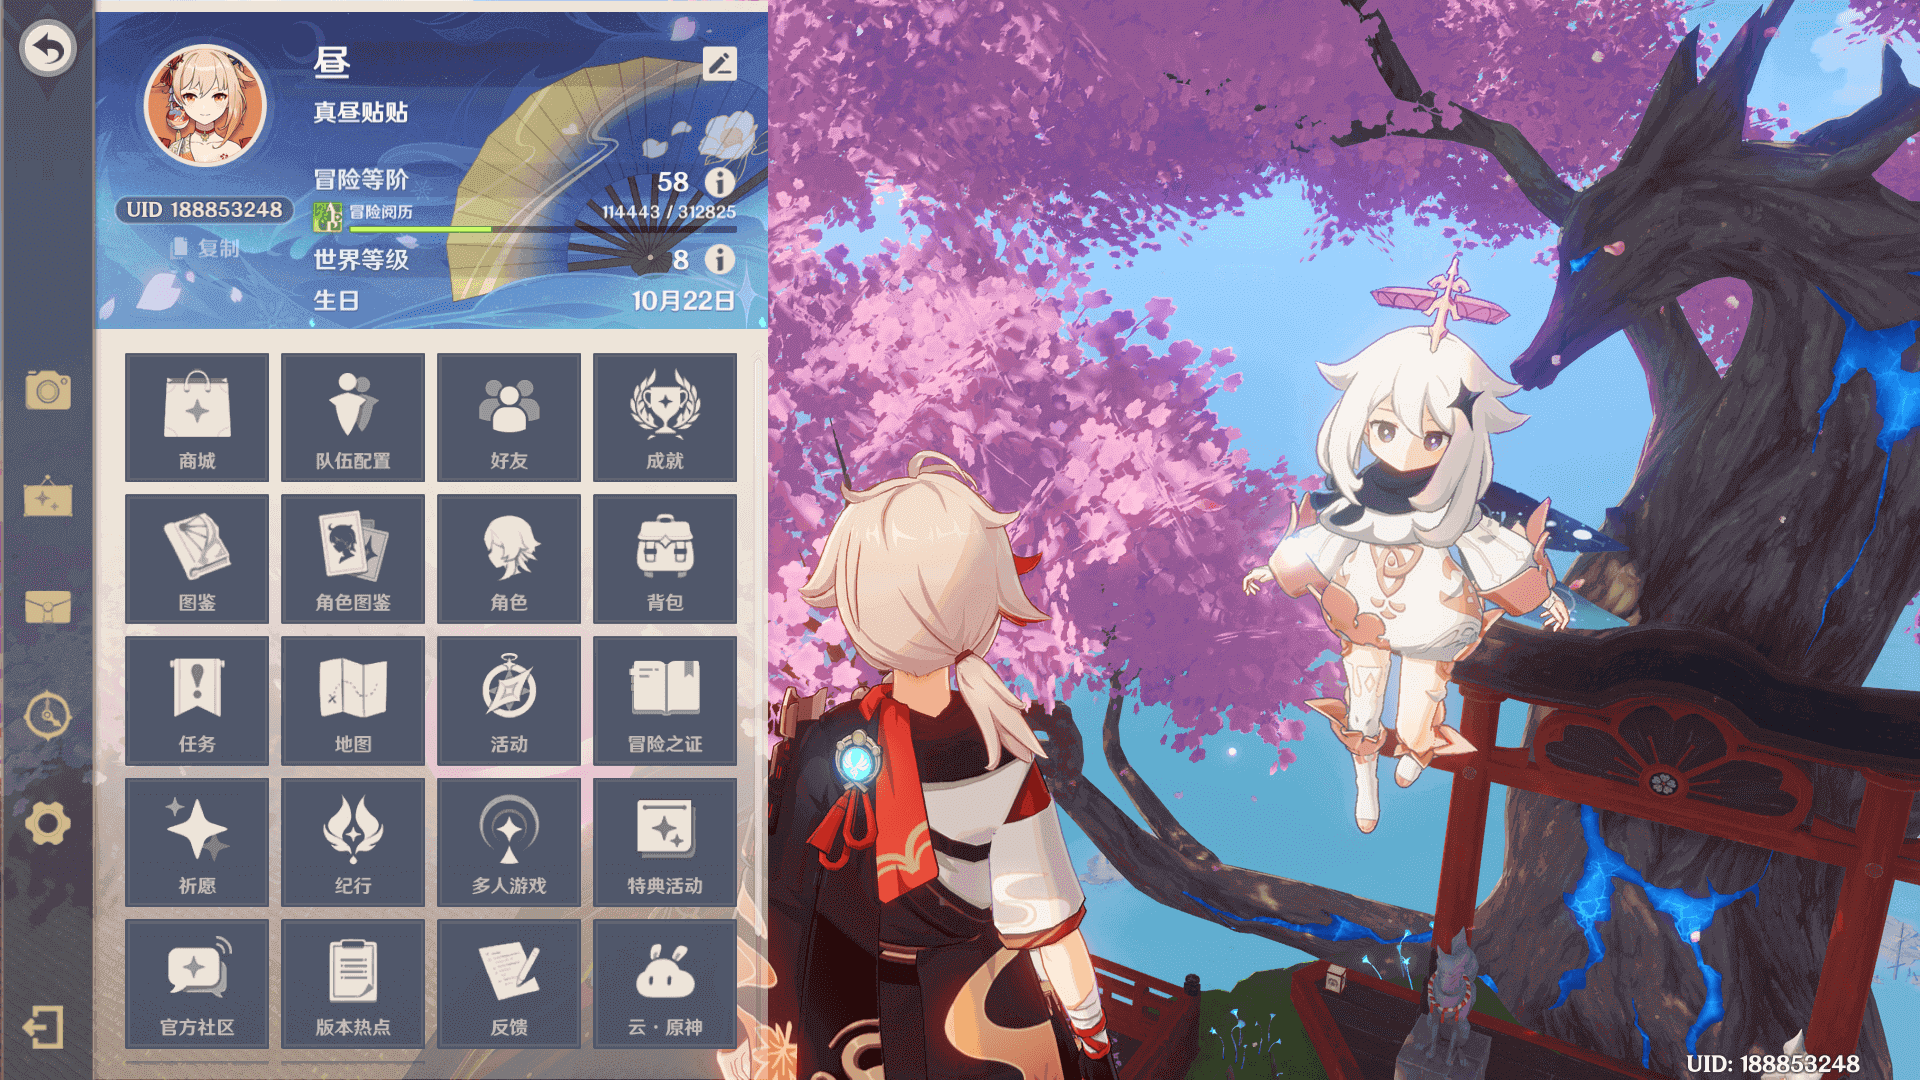 昼
真昼贴贴
冒险等阶 58
UID 188853248
冒险阅历 114443 / 312825
复制
世界等级 8
生日 10月22日
商城 队伍配置 好友 成就
图鉴 角色图鉴 角色 背包
任务 地图 活动 冒险之证
祈愿 纪行 多人游戏 特典活动
官方社区 版本热点 反馈 云·原神
UID: 188853248